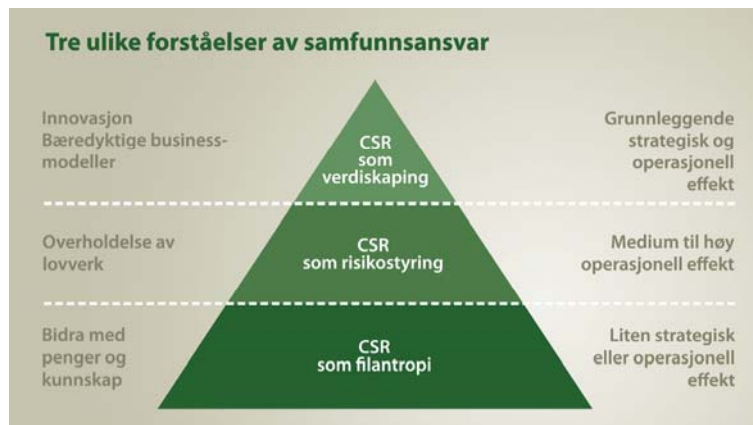 Tre ulike forståelser av samfunnsansvar
Innovasjon
Bæredyktige business-
modeller
CSR
som
verdiskaping
Grunnleggende
strategisk og
operasjonell
effekt
Overholdelse av
lovverk
CSR
som risikostyring
Medium til høy
operasjonell effekt
Bidra med
penger og
kunnskap
CSR
som filantropi
Liten strategisk
eller operasjonell
effekt